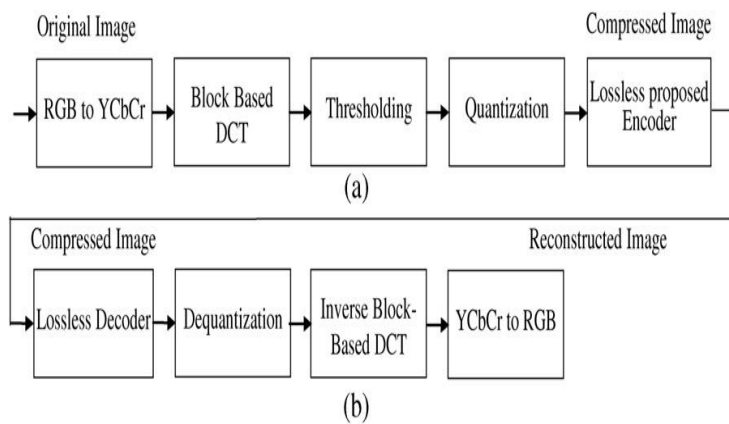 Original Image
Compressed Image
RGB to YCbCr
Block Based
DCT
Thresholding
Quantization
Lossless proposed
Encoder
(a)
Compressed Image
Reconstructed Image
Lossless Decoder
Dequantization
Inverse Block-
Based DCT
YCbCr to RGB
(b)